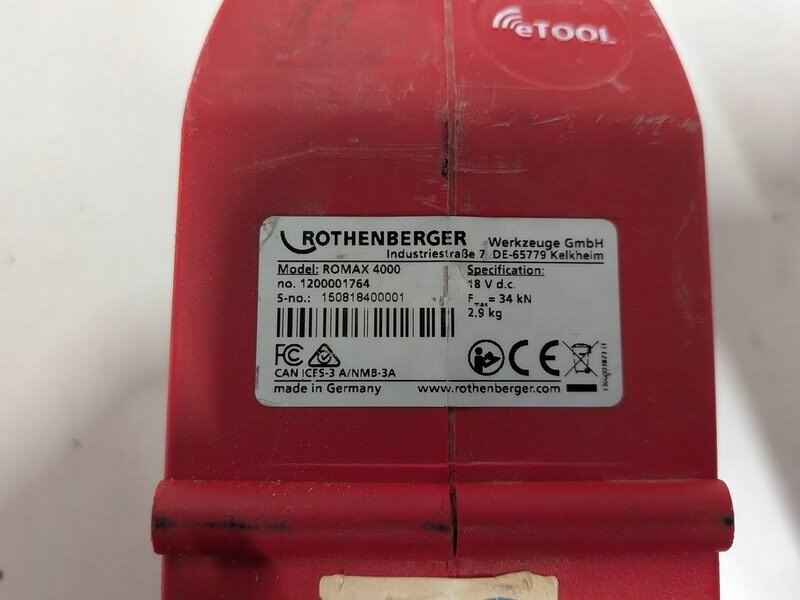 eTOOL
ROTHENBERGER Werkzeuge GmbH
Industriestraße 7, DE-65779 Kelkheim
Model: ROMAX 4000
no. 1200001764
S-no.: 150818400001
Specification:
18 V d.c.
Fmax= 34 kN
2,9 kg
FC
CAN ICES-3 A/NMB-3A
CE
made in Germany
www.rothenberger.com